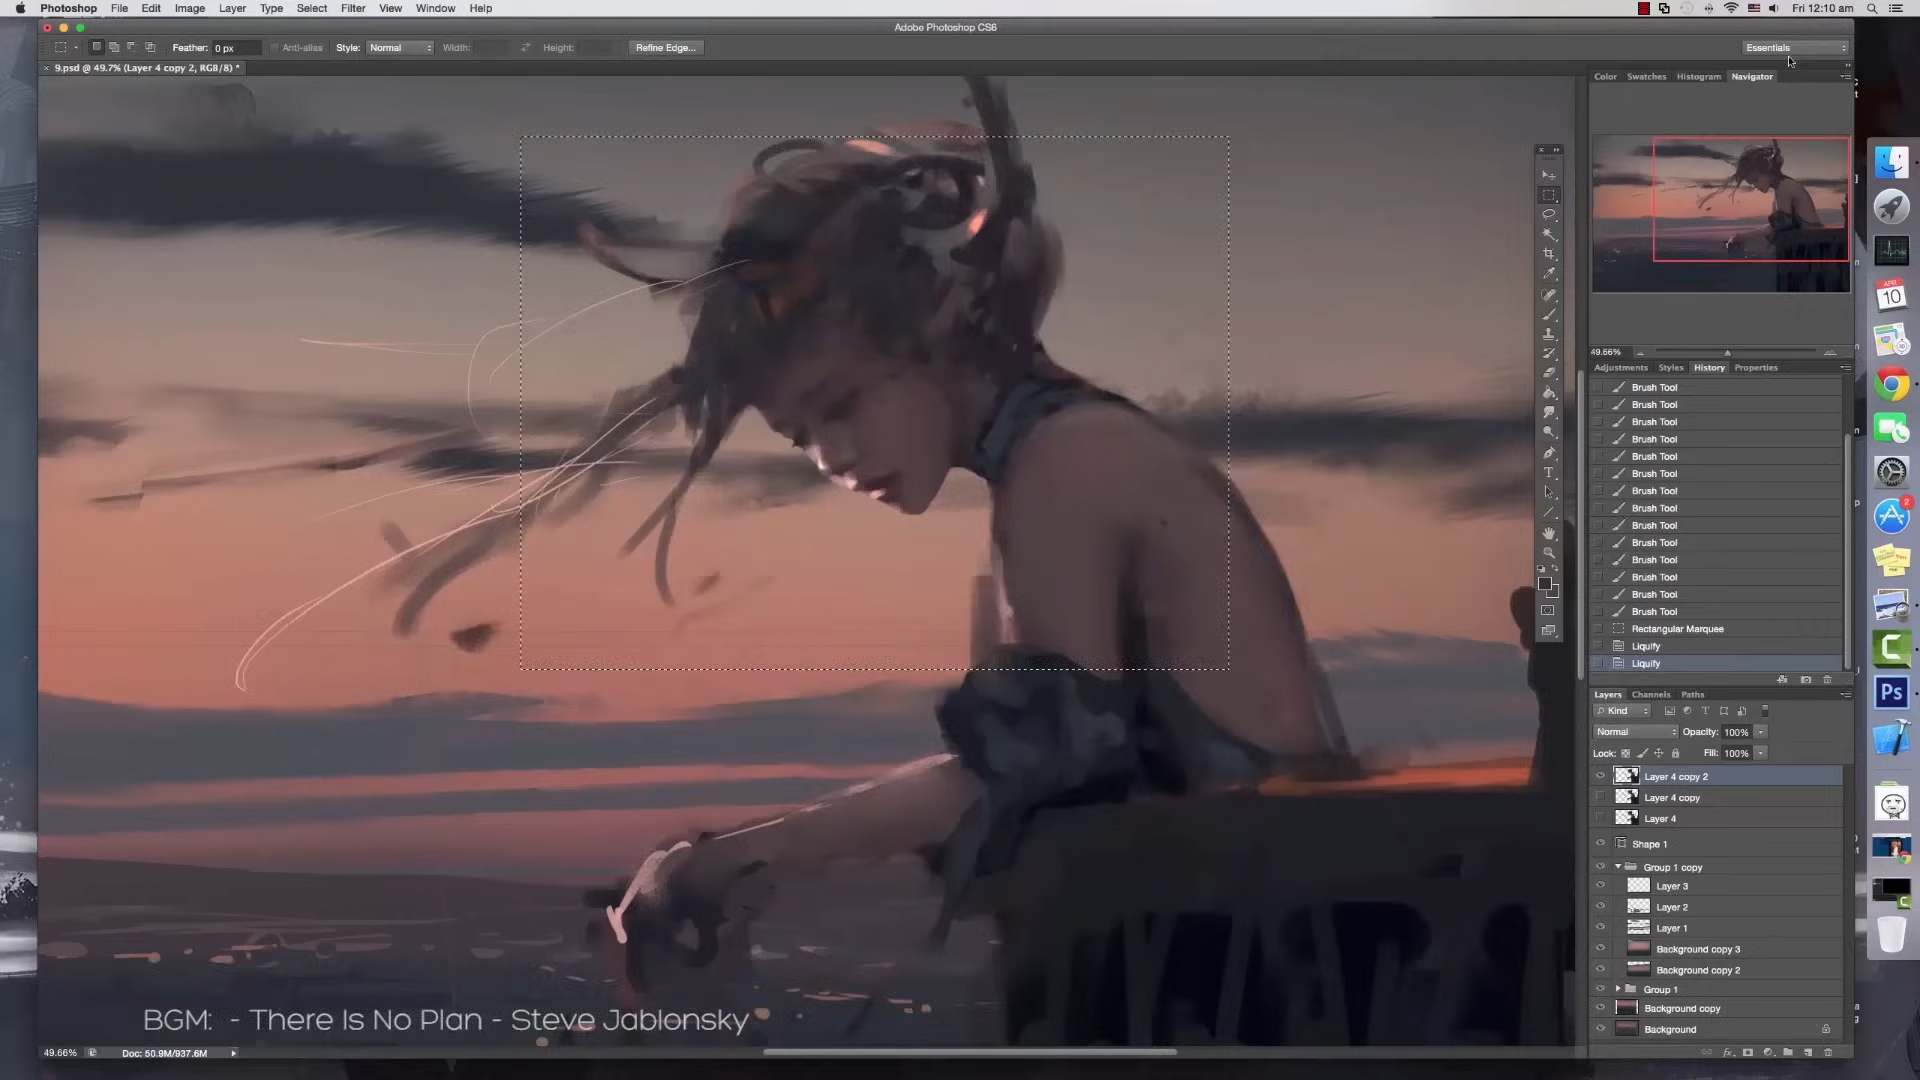 Photoshop File Edit Image Layer Type Select Filter View Window Help Fri 12:10 am
Adobe Photoshop CS6
Feather: 0 px Anti-alias Style: Normal Width: Height: Refine Edge... Essentials
9.psd @ 49.7% (Layer 4 copy 2, RGB/8) *
Color Swatches Histogram Navigator
49.66%
Adjustments Styles History Properties
Brush Tool
Brush Tool
Brush Tool
Brush Tool
Brush Tool
Brush Tool
Brush Tool
Brush Tool
Brush Tool
Brush Tool
Brush Tool
Brush Tool
Brush Tool
Brush Tool
Rectangular Marquee
Liquify
Liquify
Layers Channels Paths
Kind
Normal Opacity: 100%
Lock: Fill: 100%
Layer 4 copy 2
Layer 4 copy
Layer 4
Shape 1
Group 1 copy
Layer 3
Layer 2
Layer 1
Background copy 3
Background copy 2
Group 1
Background copy
Background
APR
10
2
Ps
BGM: - There Is No Plan - Steve Jablonsky
49.66% Doc: 50.9M/937.6M